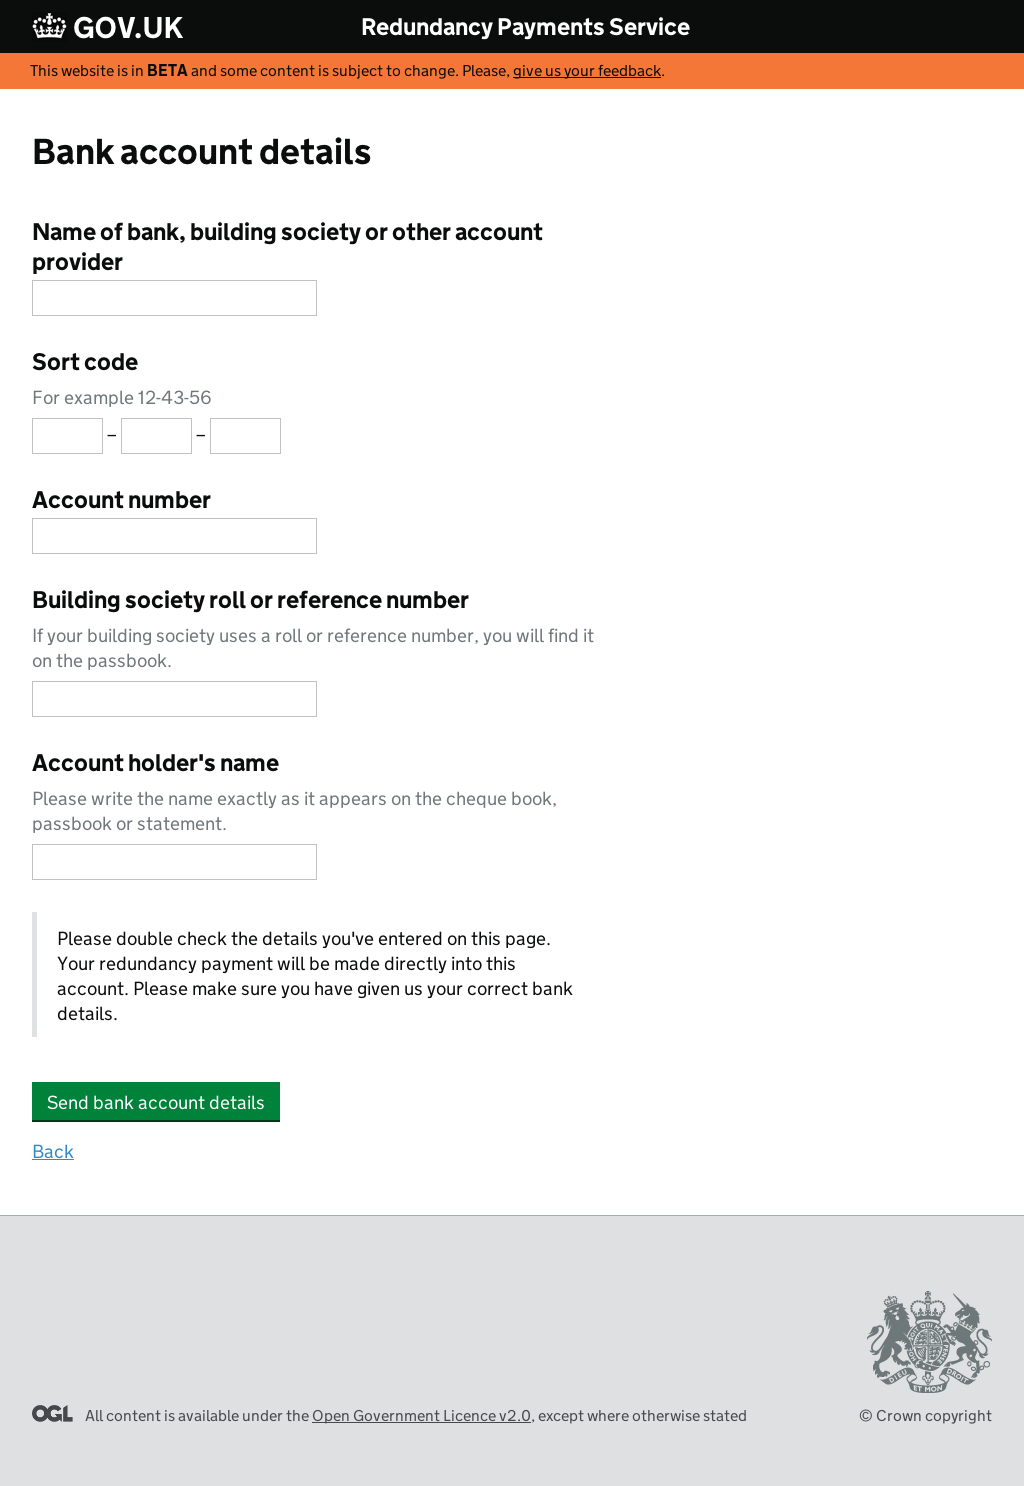 GOV.UK
Redundancy Payments Service
This website is in BETA and some content is subject to change. Please, give us your feedback.
Bank account details
Name of bank, building society or other account
provider
Sort code
For example 12-43-56
– –
Account number
Building society roll or reference number
If your building society uses a roll or reference number, you will find it
on the passbook.
Account holder's name
Please write the name exactly as it appears on the cheque book,
passbook or statement.
Please double check the details you've entered on this page.
Your redundancy payment will be made directly into this
account. Please make sure you have given us your correct bank
details.
Send bank account details
Back
DIEU ET MON DROIT
OGL All content is available under the Open Government Licence v2.0, except where otherwise stated
© Crown copyright